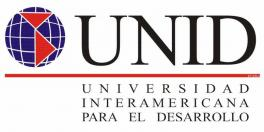 UNID
UNIVERSIDAD
INTERAMERICANA
PARA EL DESARROLLO